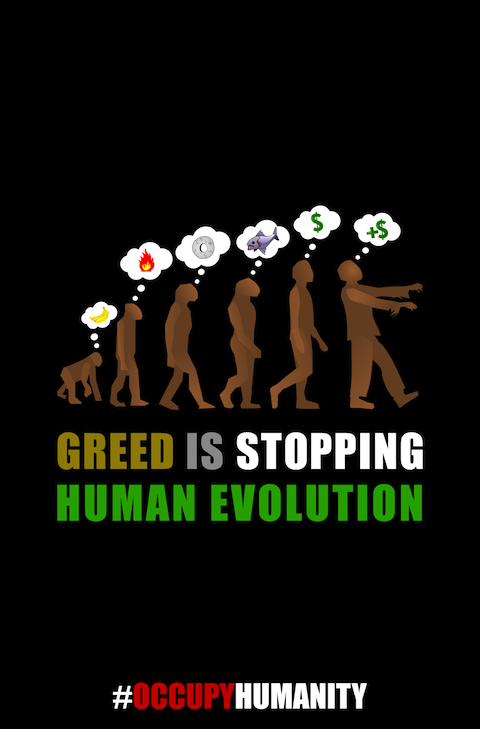 $
+$
GREED IS STOPPING
HUMAN EVOLUTION
#OCCUPYHUMANITY